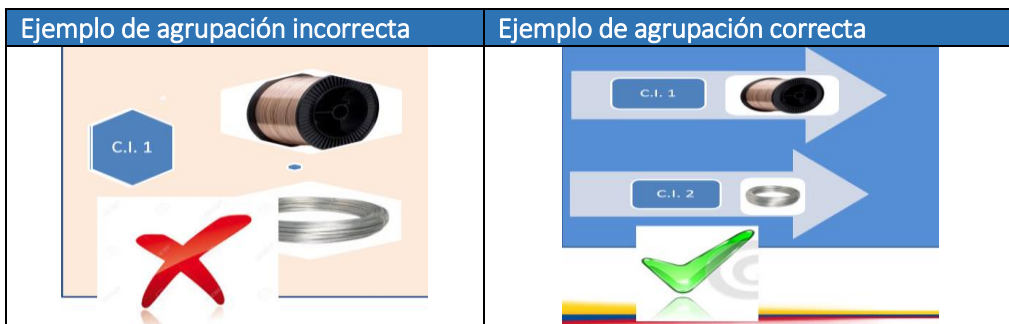 Ejemplo de agrupación incorrecta
Ejemplo de agrupación correcta
C.I. 1
C.I. 1
C.I. 2